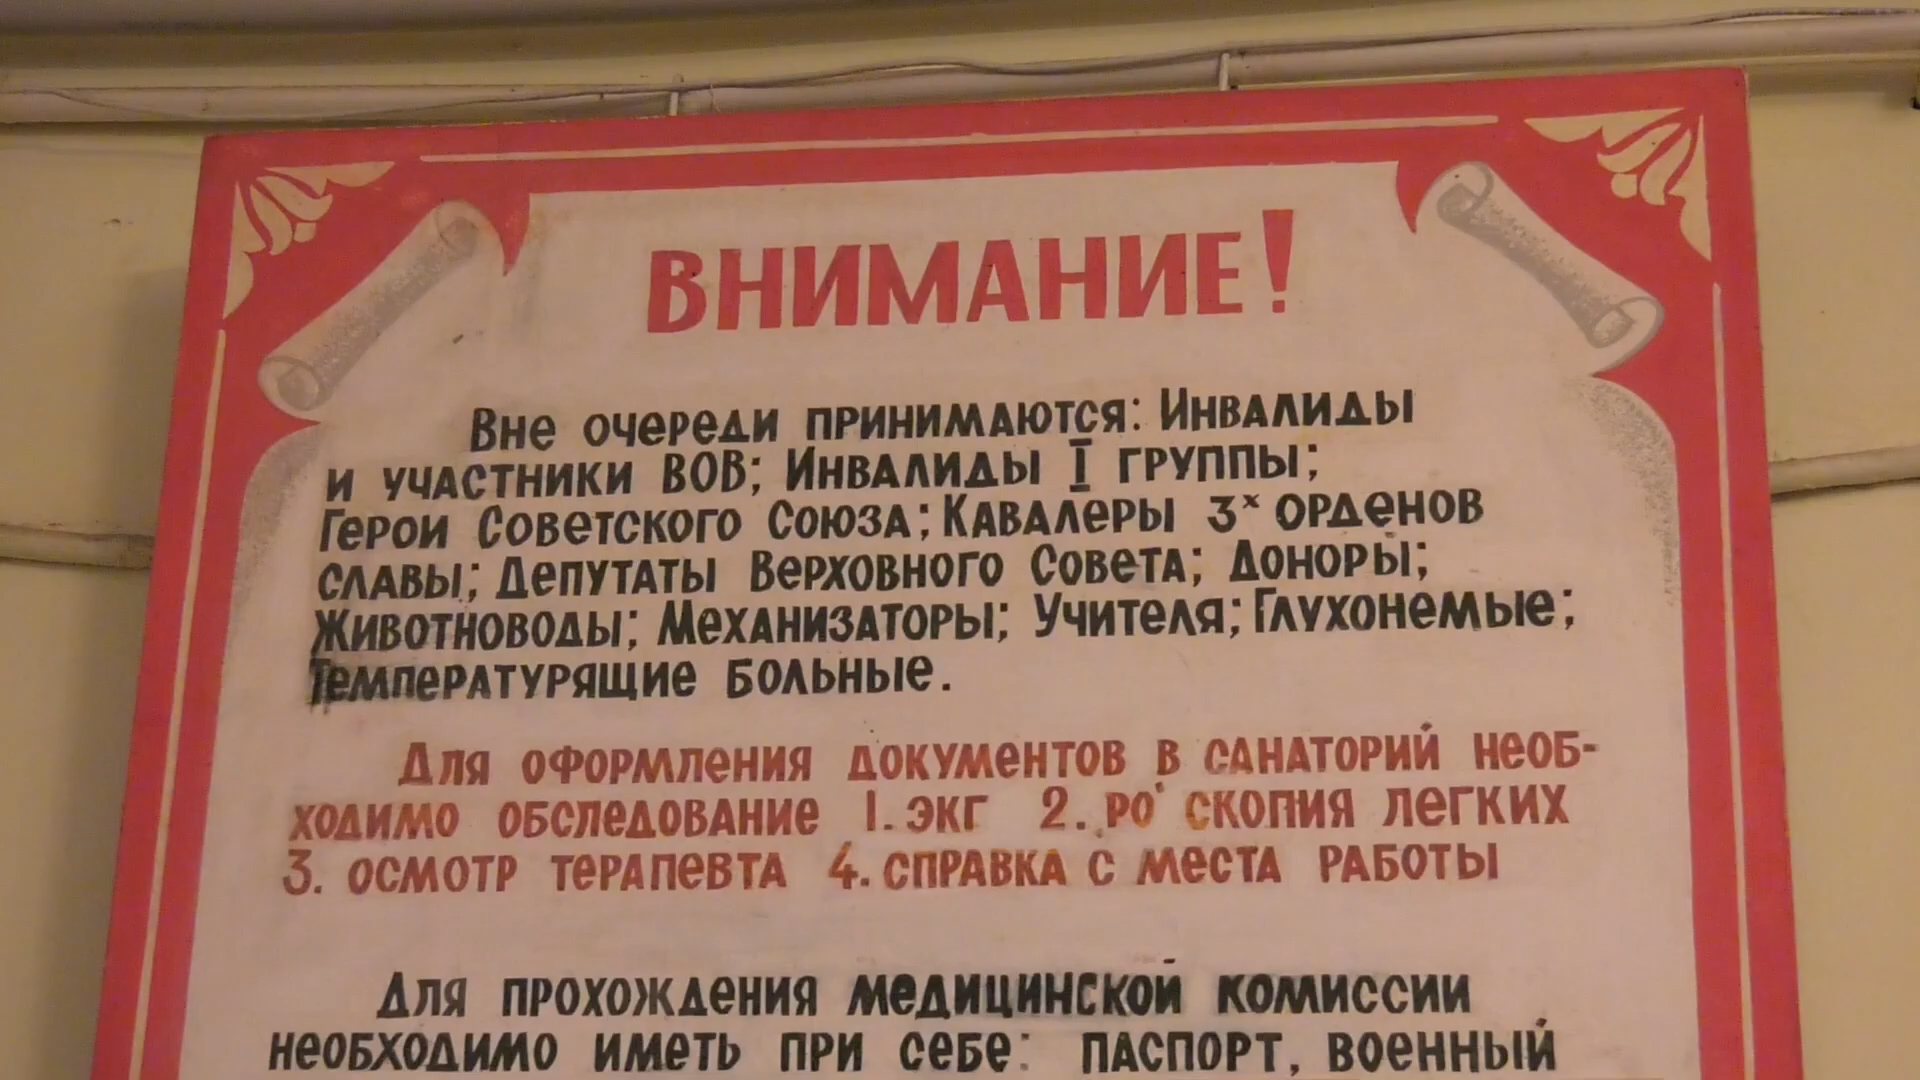 ВНИМАНИЕ!
Вне очереди принимаются: Инвалиды
и участники ВОВ; Инвалиды I группы;
Герои Советского Союза; Кавалеры 3х орденов
славы; Депутаты Верховного Совета; Доноры;
Животноводы; Механизаторы; Учителя; Глухонемые;
Температурящие больные.
Для оформления документов в санаторий необ-
ходимо обследование 1. ЭКГ 2. РО' СКОПИЯ ЛЕГКИХ
3. осмотр терапевта 4. справка с места работы
Для прохождения медицинской комиссии
необходимо иметь при себе: паспорт, военный